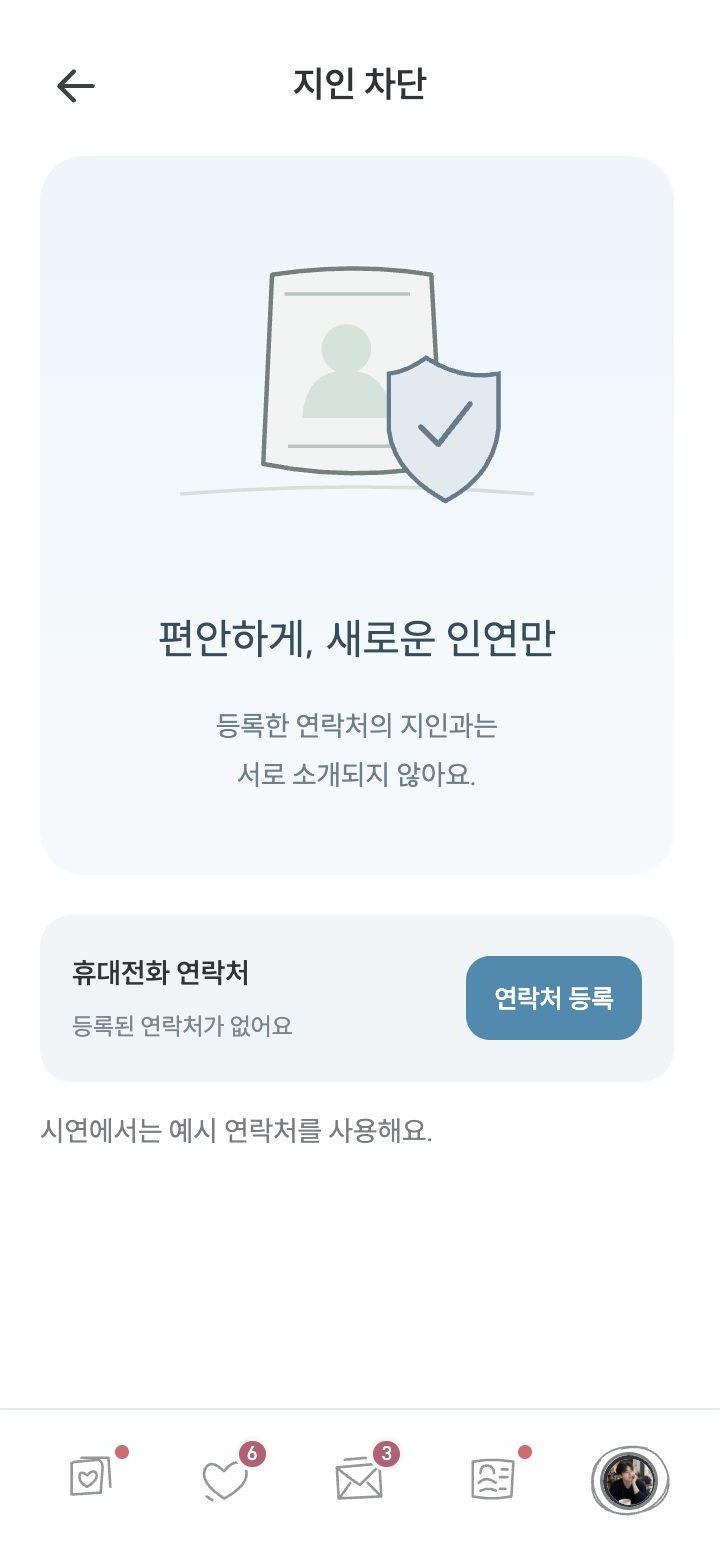 지인 차단
편안하게, 새로운 인연만
등록한 연락처의 지인과는
서로 소개되지 않아요.
휴대전화 연락처
등록된 연락처가 없어요
연락처 등록
시연에서는 예시 연락처를 사용해요.
6
3